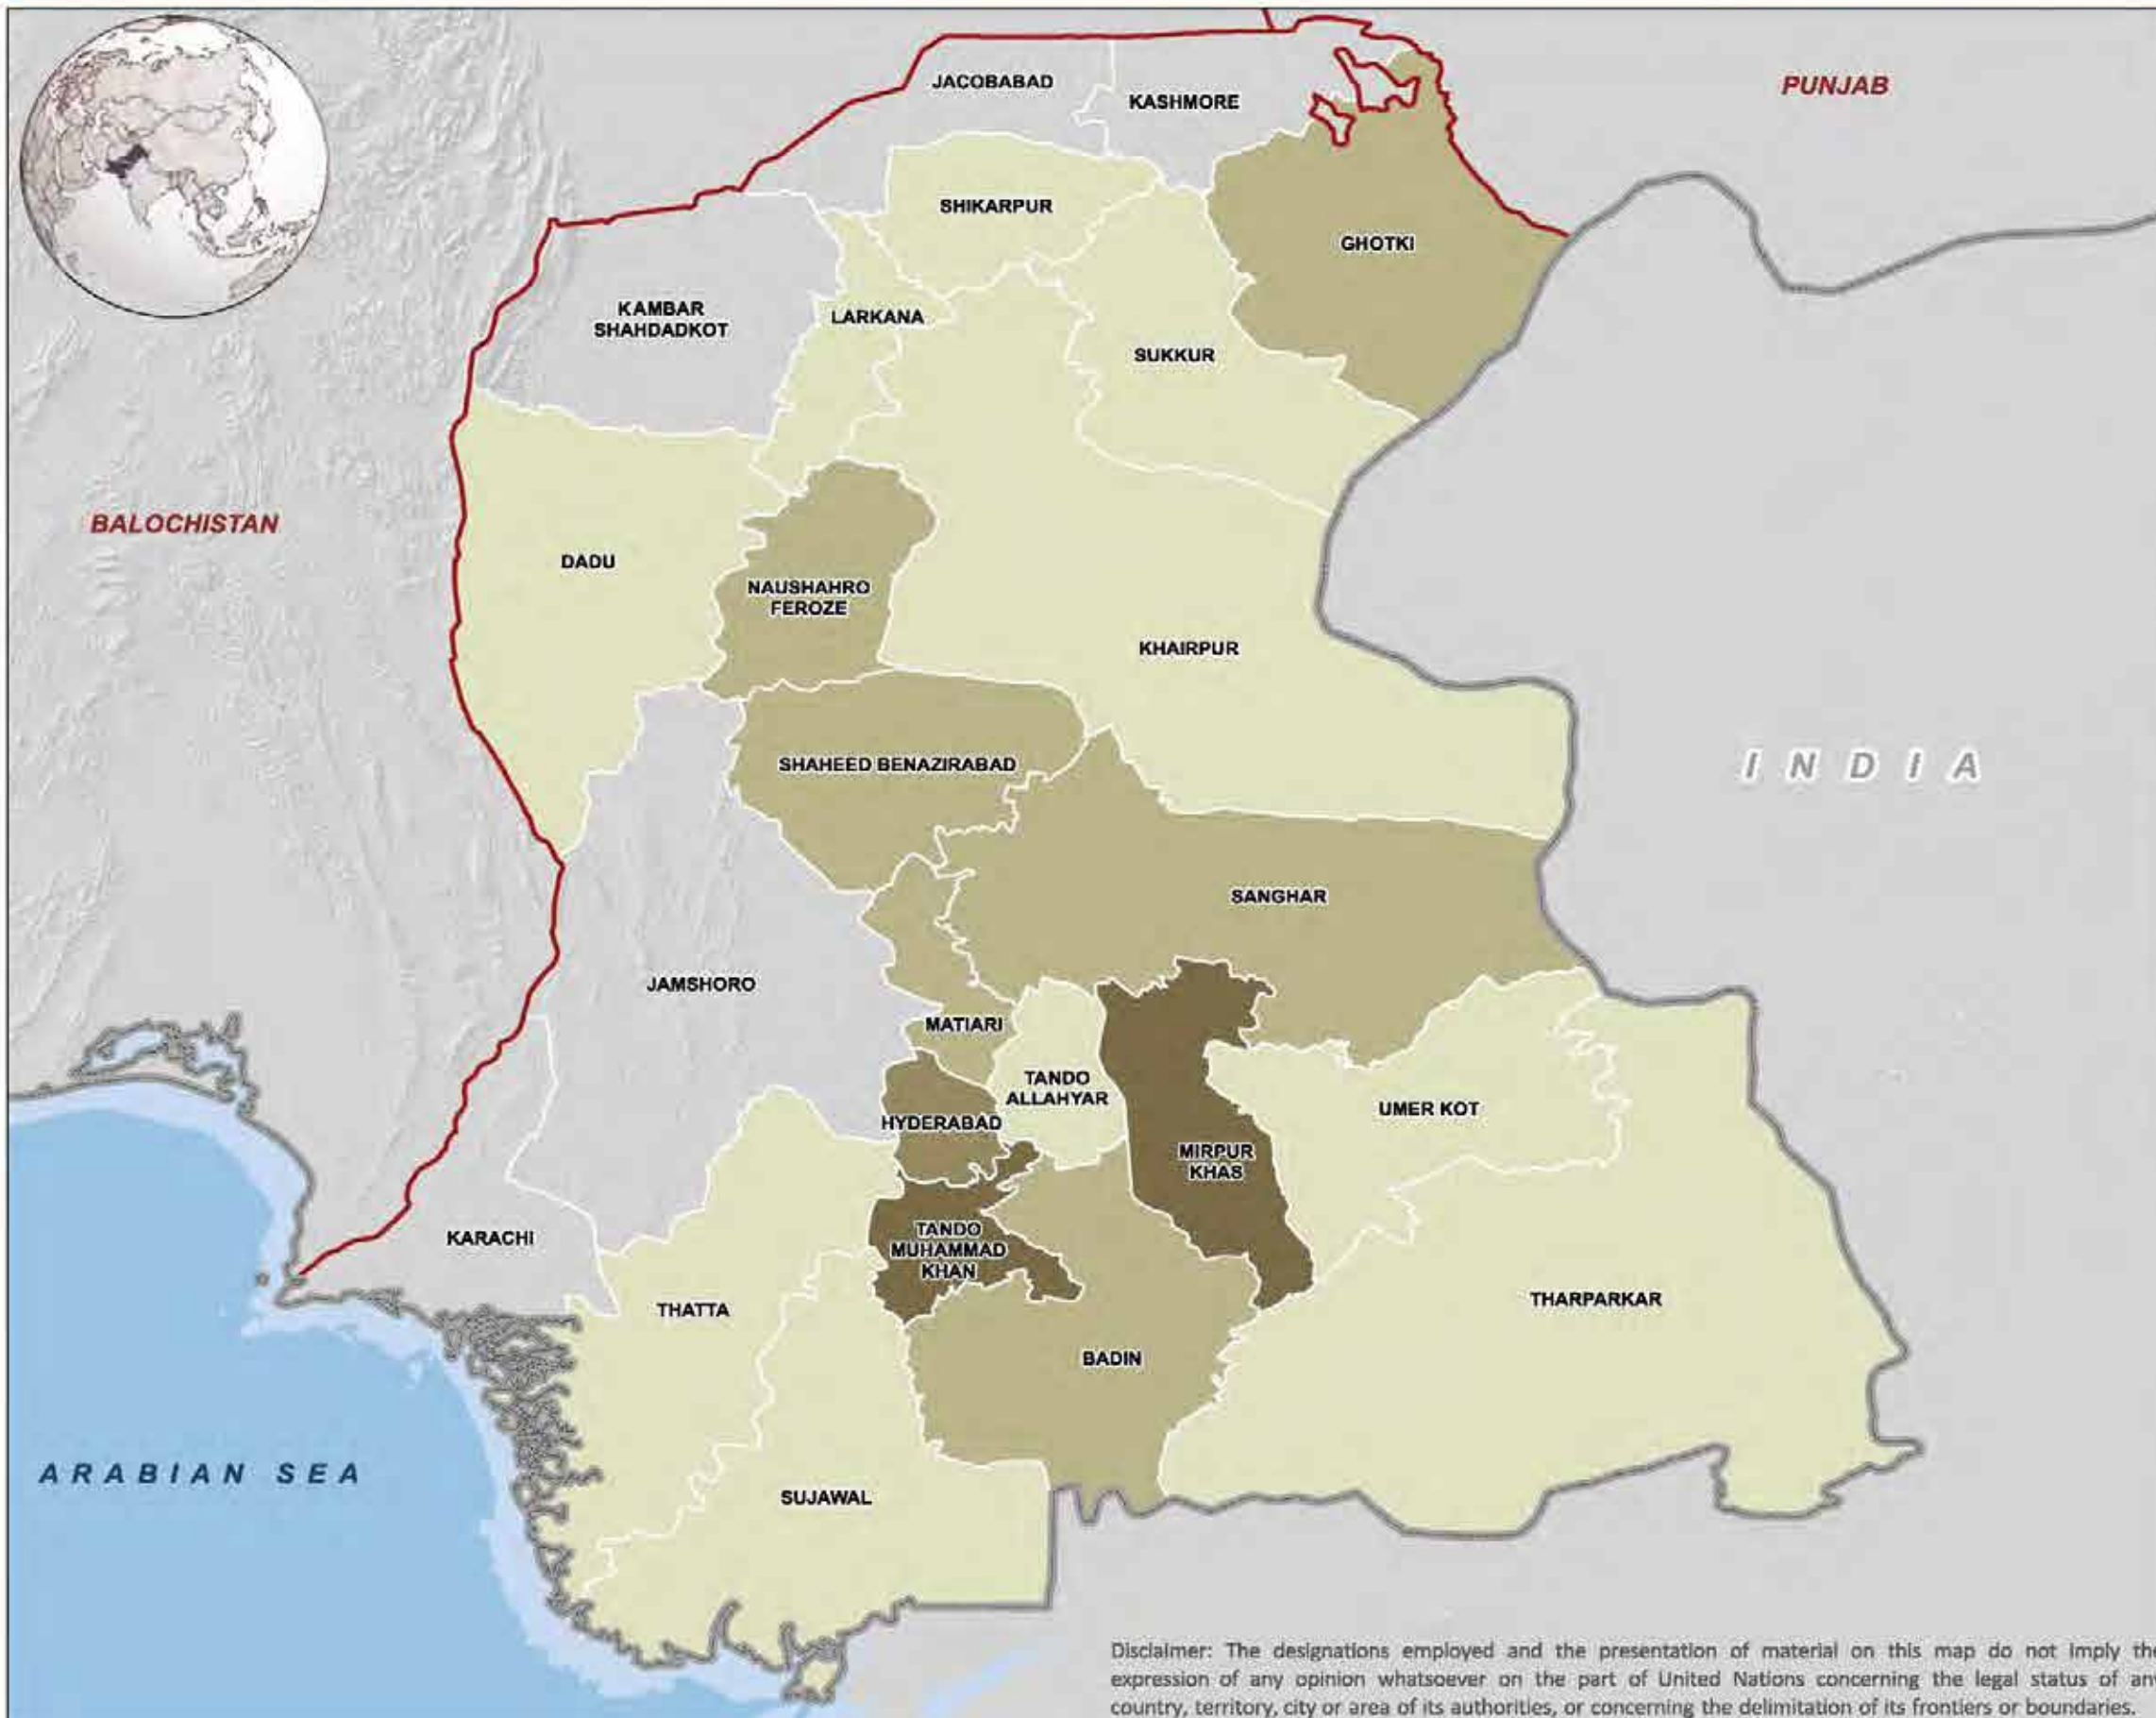 JACOBABAD
KASHMORE
PUNJAB
SHIKARPUR
GHOTKI
KAMBAR
SHAHDADKOT
LARKANA
SUKKUR
BALOCHISTAN
DADU
NAUSHAHRO
FEROZE
KHAIRPUR
SHAHEED BENAZIRABAD
INDIA
SANGHAR
JAMSHORO
MATIARI
TANDO
ALLAHYAR
UMER KOT
HYDERABAD
MIRPUR
KHAS
KARACHI
TANDO
MUHAMMAD
KHAN
THATTA
THARPARKAR
BADIN
ARABIAN SEA
SUJAWAL
Disclaimer: The designations employed and the presentation of material on this map do not imply the
expression of any opinion whatsoever on the part of United Nations concerning the legal status of any
country, territory, city or area of its authorities, or concerning the delimitation of its frontiers or boundaries.